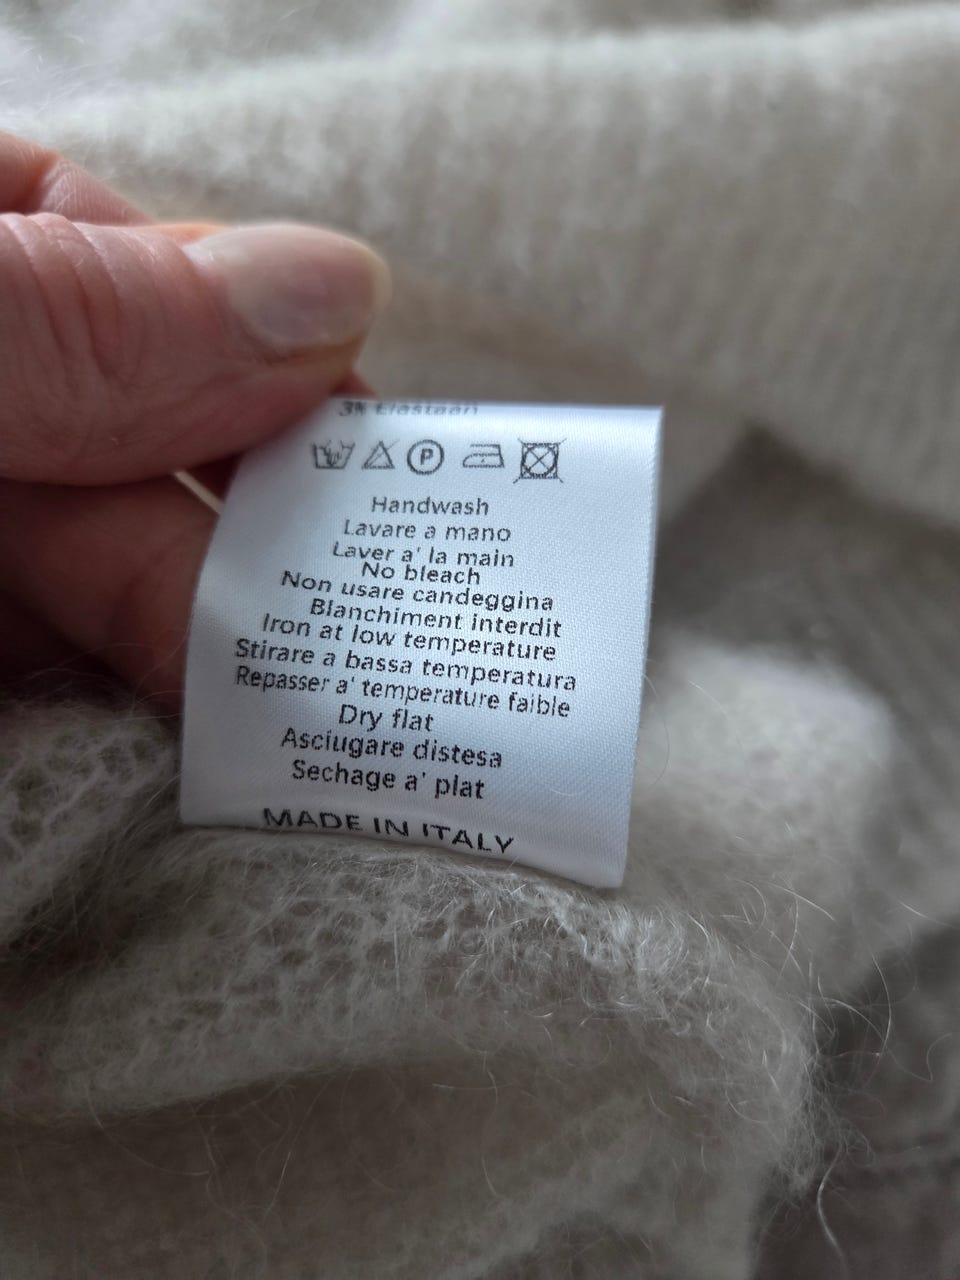 3% Elastaan
P
Handwash
Lavare a mano
Laver a' la main
No bleach
Non usare candeggina
Blanchiment interdit
Iron at low temperature
Stirare a bassa temperatura
Repasser a' temperature faible
Dry flat
Asciugare distesa
Sechage a' plat
MADE IN ITALY